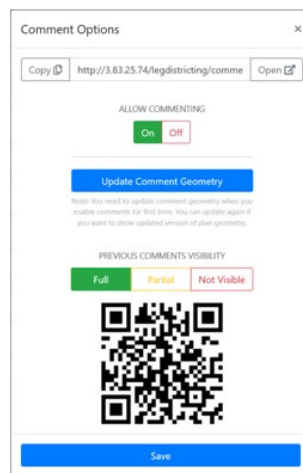 Comment Options ×
Copy http://3.83.25.74/legdistricting/comme Open
ALLOW COMMENTING
On Off
Update Comment Geometry
Note: You need to update comment geometry when you
enable comments for first time. You can update again if
you want to show updated version of plan geometry.
PREVIOUS COMMENTS VISIBILITY
Full Partial Not Visible
Save